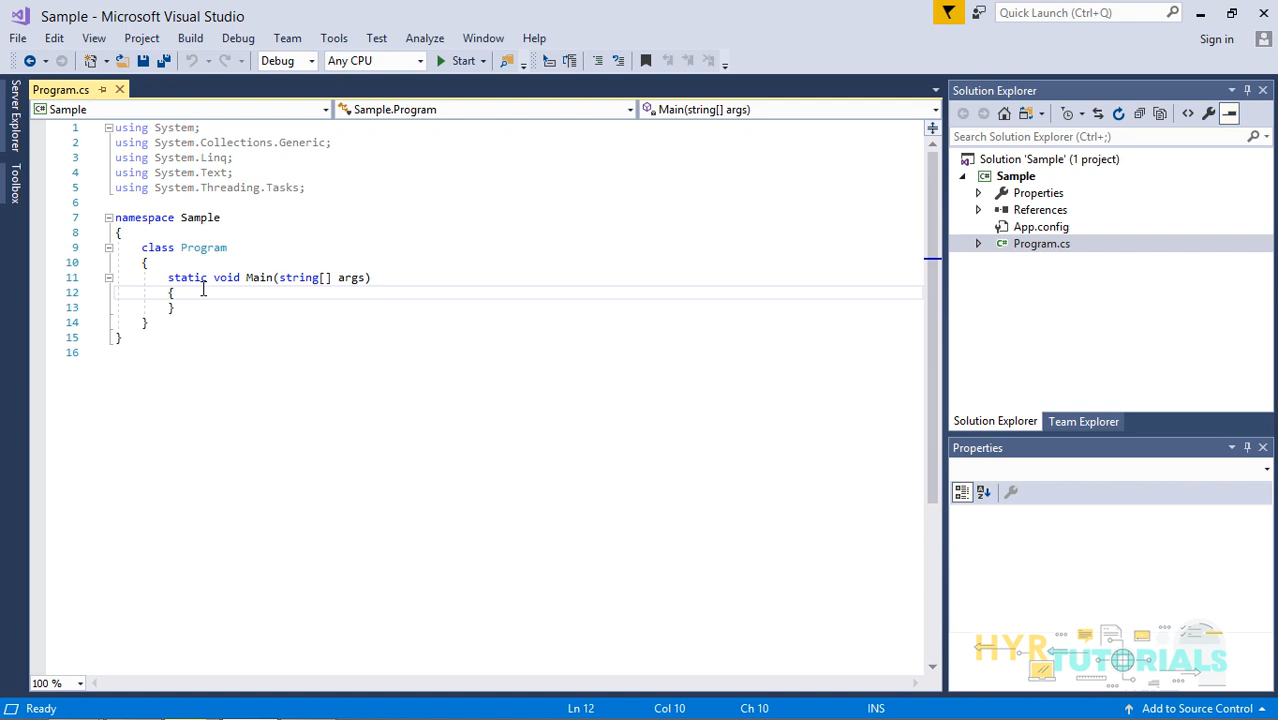 Sample - Microsoft Visual Studio
Quick Launch (Ctrl+Q)
File Edit View Project Build Debug Team Tools Test Analyze Window Help
Sign in
Debug Any CPU Start
Server Explorer
Toolbox
Program.cs
Sample Sample.Program Main(string[] args)
1 using System;
2 using System.Collections.Generic;
3 using System.Linq;
4 using System.Text;
5 using System.Threading.Tasks;
6
7 namespace Sample
8 {
9 class Program
10 {
11 static void Main(string[] args)
12 {
13 }
14 }
15 }
16
100 %
Solution Explorer
Search Solution Explorer (Ctrl+;)
Solution 'Sample' (1 project)
Sample
Properties
References
App.config
Program.cs
Solution Explorer Team Explorer
Properties
HYR TUTORIALS
Ready Ln 12 Col 10 Ch 10 INS Add to Source Control